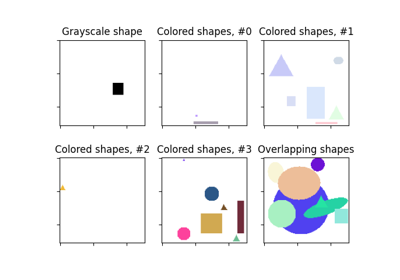 Grayscale shape
Colored shapes, #0
Colored shapes, #1
Colored shapes, #2
Colored shapes, #3
Overlapping shapes